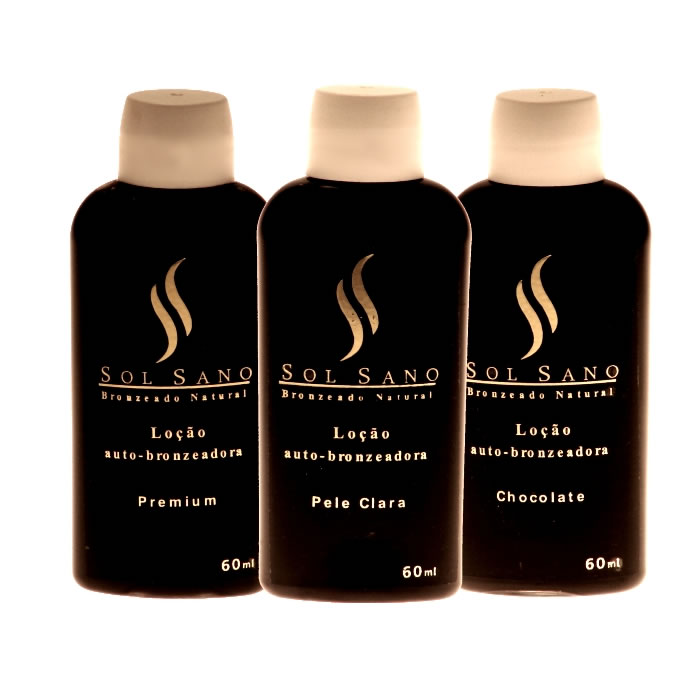 SOL SANO
Bronzeado Natural
Loção
auto-bronzeadora
Premium
60ml
SOL SANO
Bronzeado Natural
Loção
auto-bronzeadora
Pele Clara
60ml
SOL SANO
Bronzeado Natural
Loção
auto-bronzeadora
Chocolate
60ml